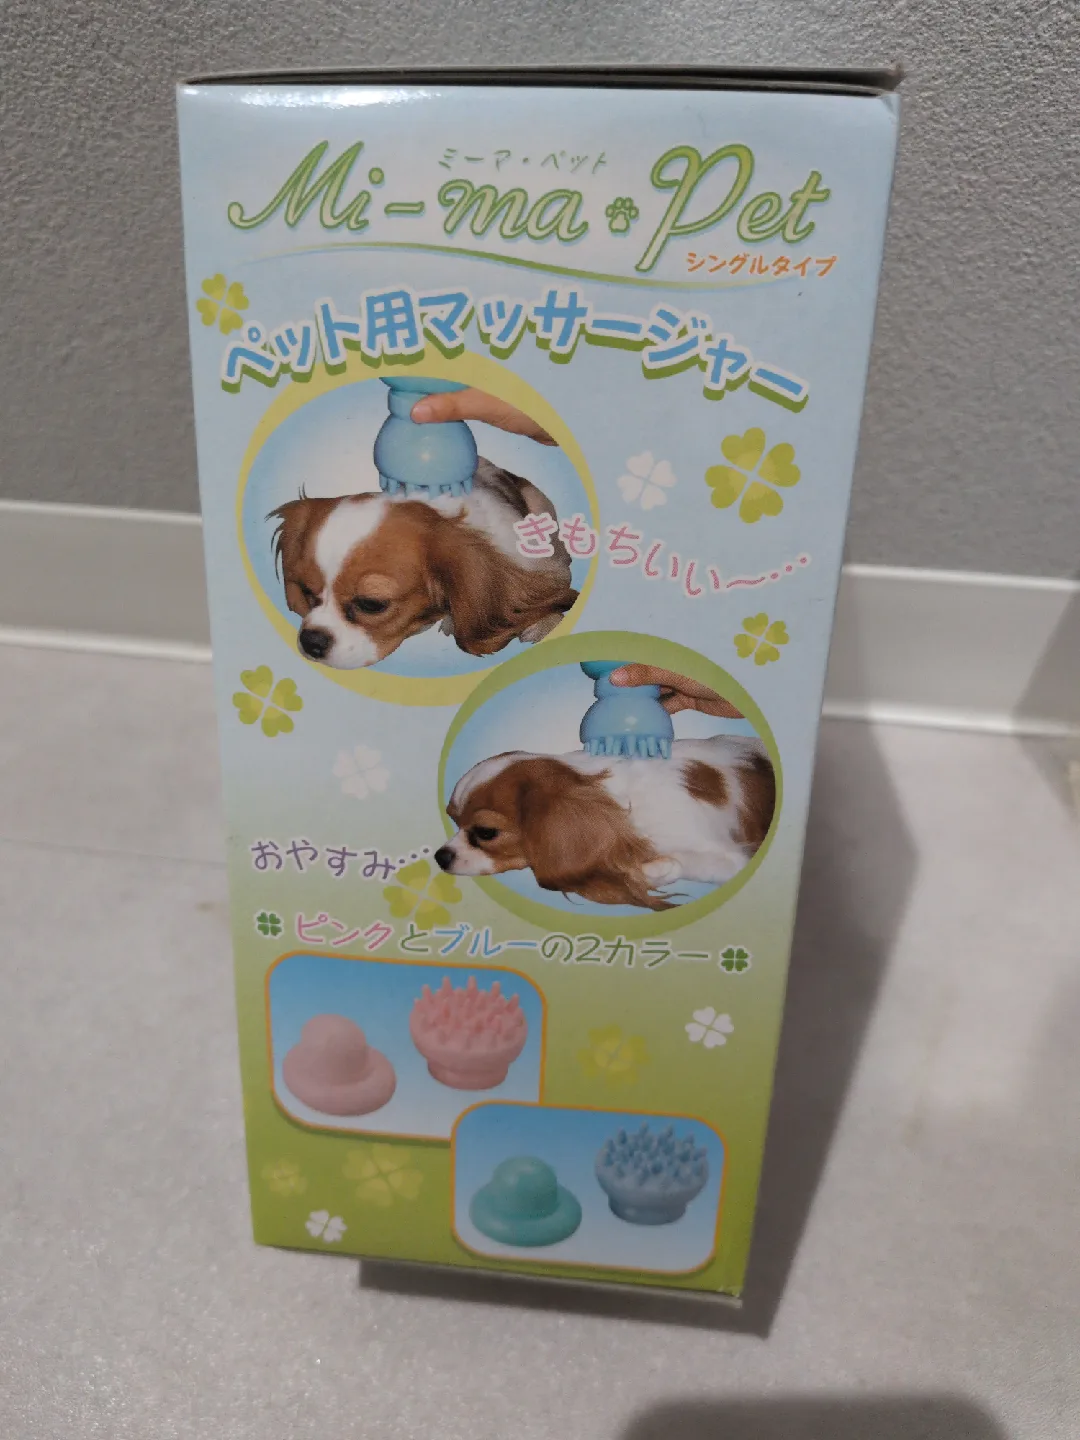 ミーマ・ペット
Mi-ma Pet
シングルタイプ
ペット用マッサージャー
きもちいい〜…
おやすみ…
ピンクとブルーの2カラー